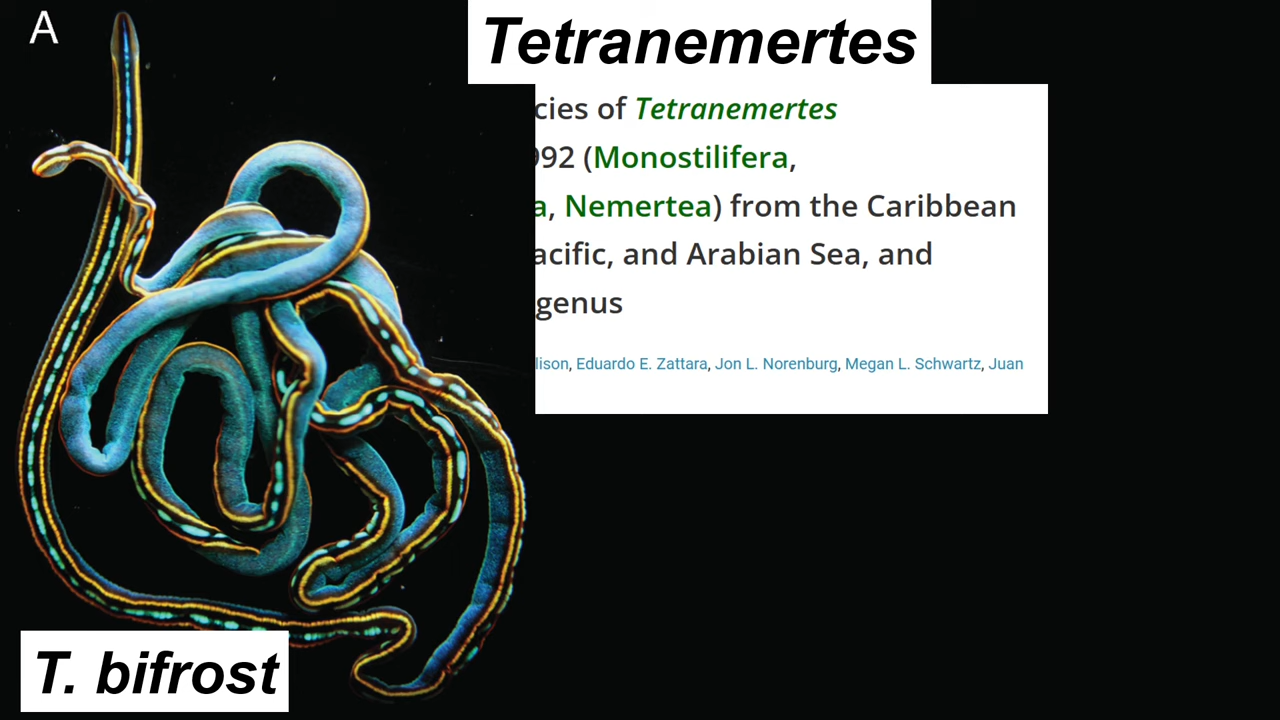 A
Tetranemertes
cies of Tetranemertes
992 (Monostilifera,
a, Nemertea) from the Caribbean
acific, and Arabian Sea, and
genus
lison, Eduardo E. Zattara, Jon L. Norenburg, Megan L. Schwartz, Juan
T. bifrost